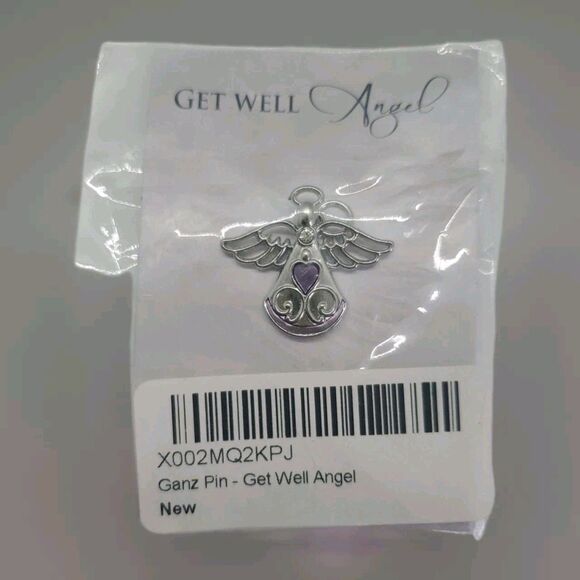 GET WELL Angel
X002MQ2KPJ
Ganz Pin - Get Well Angel
New